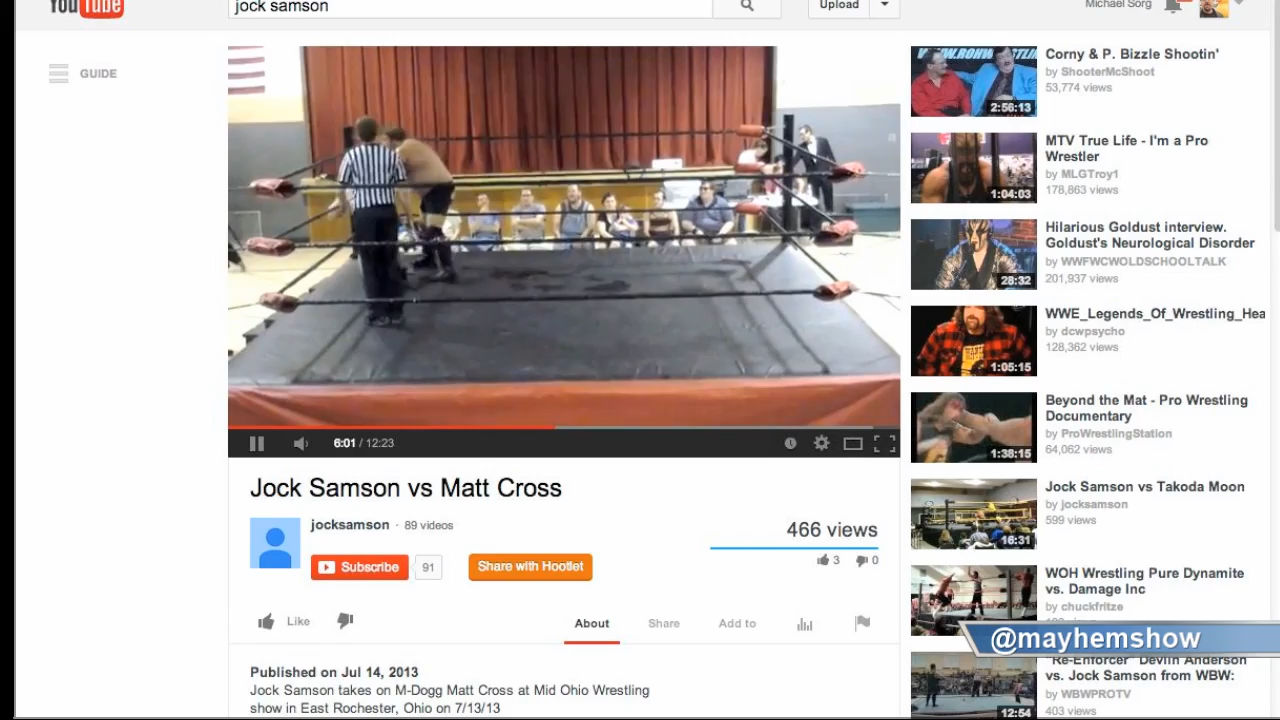 YouTube
jock samson
Upload
Michael Sorg
GUIDE
6:01 / 12:23
Jock Samson vs Matt Cross
jocksamson · 89 videos
Subscribe 91
Share with Hootlet
466 views
3 0
Like
About
Share
Add to
Published on Jul 14, 2013
Jock Samson takes on M-Dogg Matt Cross at Mid Ohio Wrestling
show in East Rochester, Ohio on 7/13/13
2:56:13
Corny & P. Bizzle Shootin'
by ShooterMcShoot
53,774 views
1:04:03
MTV True Life - I'm a Pro
Wrestler
by MLGTroy1
178,863 views
28:32
Hilarious Goldust interview.
Goldust's Neurological Disorder
by WWFWCWOLDSCHOOLTALK
201,937 views
1:05:15
WWE_Legends_Of_Wrestling_Hea
by dcwpsycho
128,362 views
1:38:15
Beyond the Mat - Pro Wrestling
Documentary
by ProWrestlingStation
64,062 views
16:31
Jock Samson vs Takoda Moon
by jocksamson
599 views
WOH Wrestling Pure Dynamite
vs. Damage Inc
by chuckfritze
@mayhemshow
"Re-Enforcer" Devlin Anderson
vs. Jock Samson from WBW:
by WBWPROTV
403 views
12:54